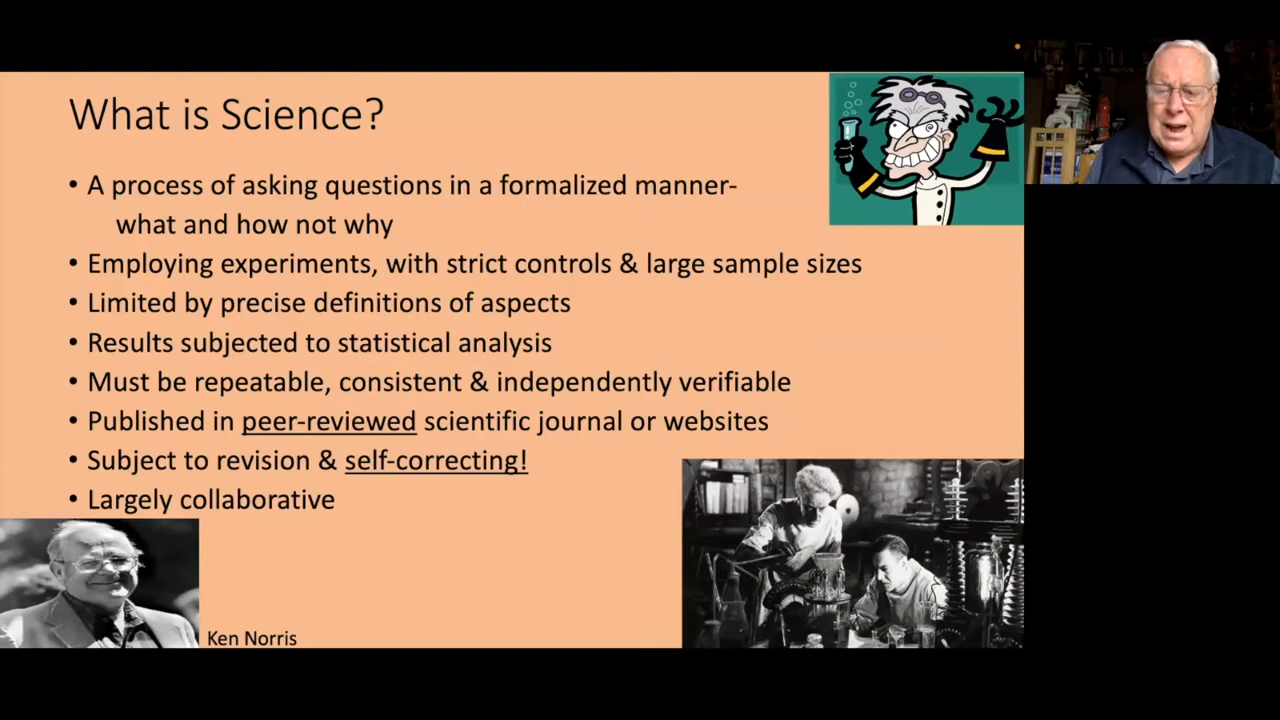 What is Science?
• A process of asking questions in a formalized manner-
what and how not why
• Employing experiments, with strict controls & large sample sizes
• Limited by precise definitions of aspects
• Results subjected to statistical analysis
• Must be repeatable, consistent & independently verifiable
• Published in peer-reviewed scientific journal or websites
• Subject to revision & self-correcting!
• Largely collaborative
Ken Norris